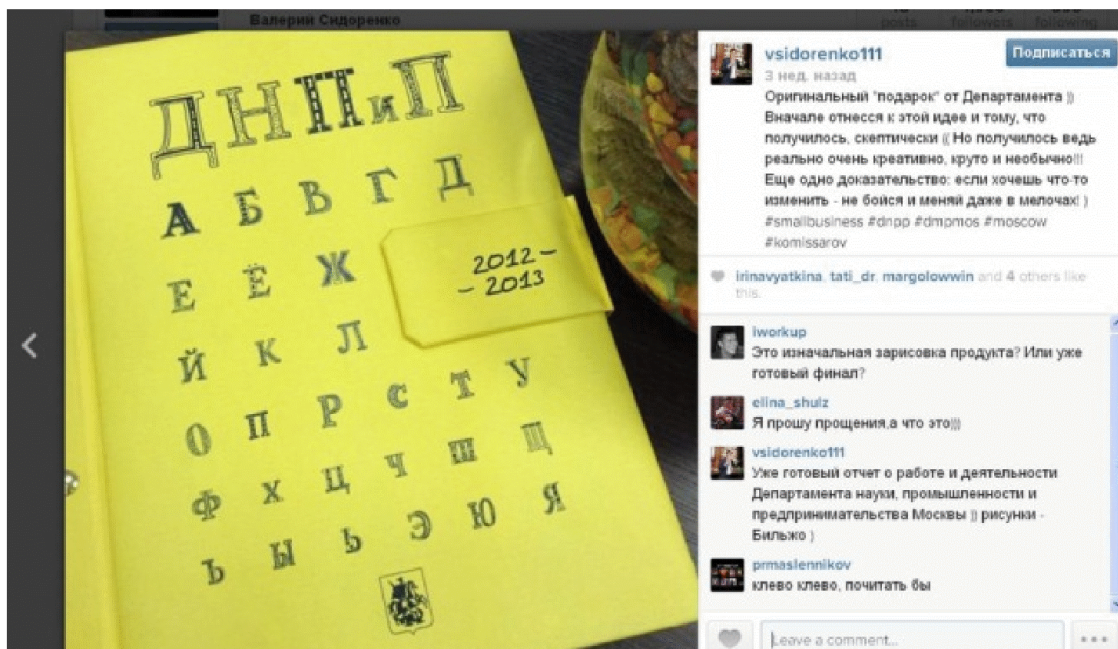 Валерий Сидоренко
posts
followers
following
ДНПиП
А Б В Г Д
Е Ё Ж
Й К Л
О П Р С Т У
Ф Х Ц Ч Ш Щ
Ъ Ы Ь Э Ю Я
2012 –
– 2013
vsidorenko111
Подписаться
3 нед. назад
Оригинальный "подарок" от Департамента ))
Вначале отнесся к этой идее и тому, что
получилось, скептически (( Но получилось ведь
реально очень креативно, круто и необычно!!!
Еще одно доказательство: если хочешь что-то
изменить - не бойся и меняй даже в мелочах! )
#smallbusiness #dnpp #dmpmos #moscow
#komissarov
irinavyatkina, tati_dr, margolowwin and 4 others like
this.
iworkup
Это изначальная зарисовка продукта? Или уже
готовый финал?
elina_shulz
Я прошу прощения,а что это)))
vsidorenko111
Уже готовый отчет о работе и деятельности
Департамента науки, промышленности и
предпринимательства Москвы )) рисунки -
Бильжо )
prmaslennikov
клево клево, почитать бы
Leave a comment...